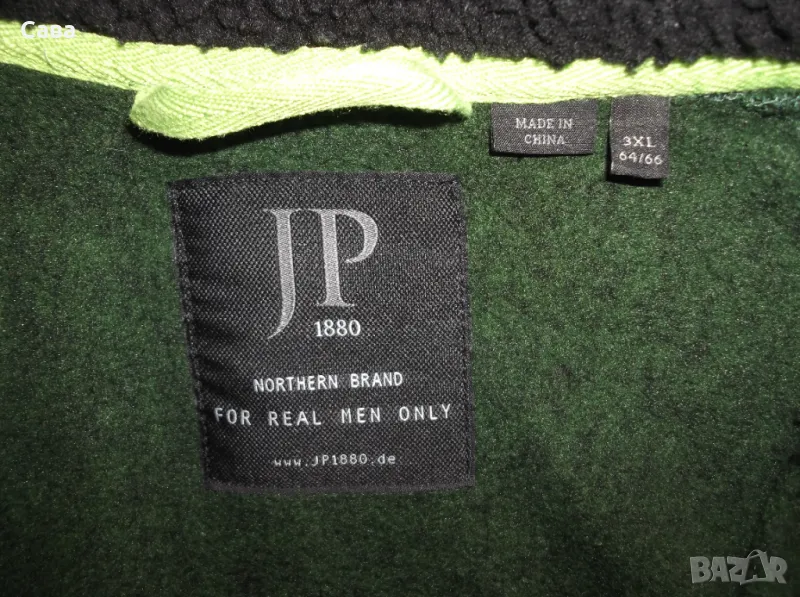 Сава
MADE IN
CHINA
3XL
64/66
JP
1880
NORTHERN BRAND
FOR REAL MEN ONLY
www.JP1880.de
BAZAR